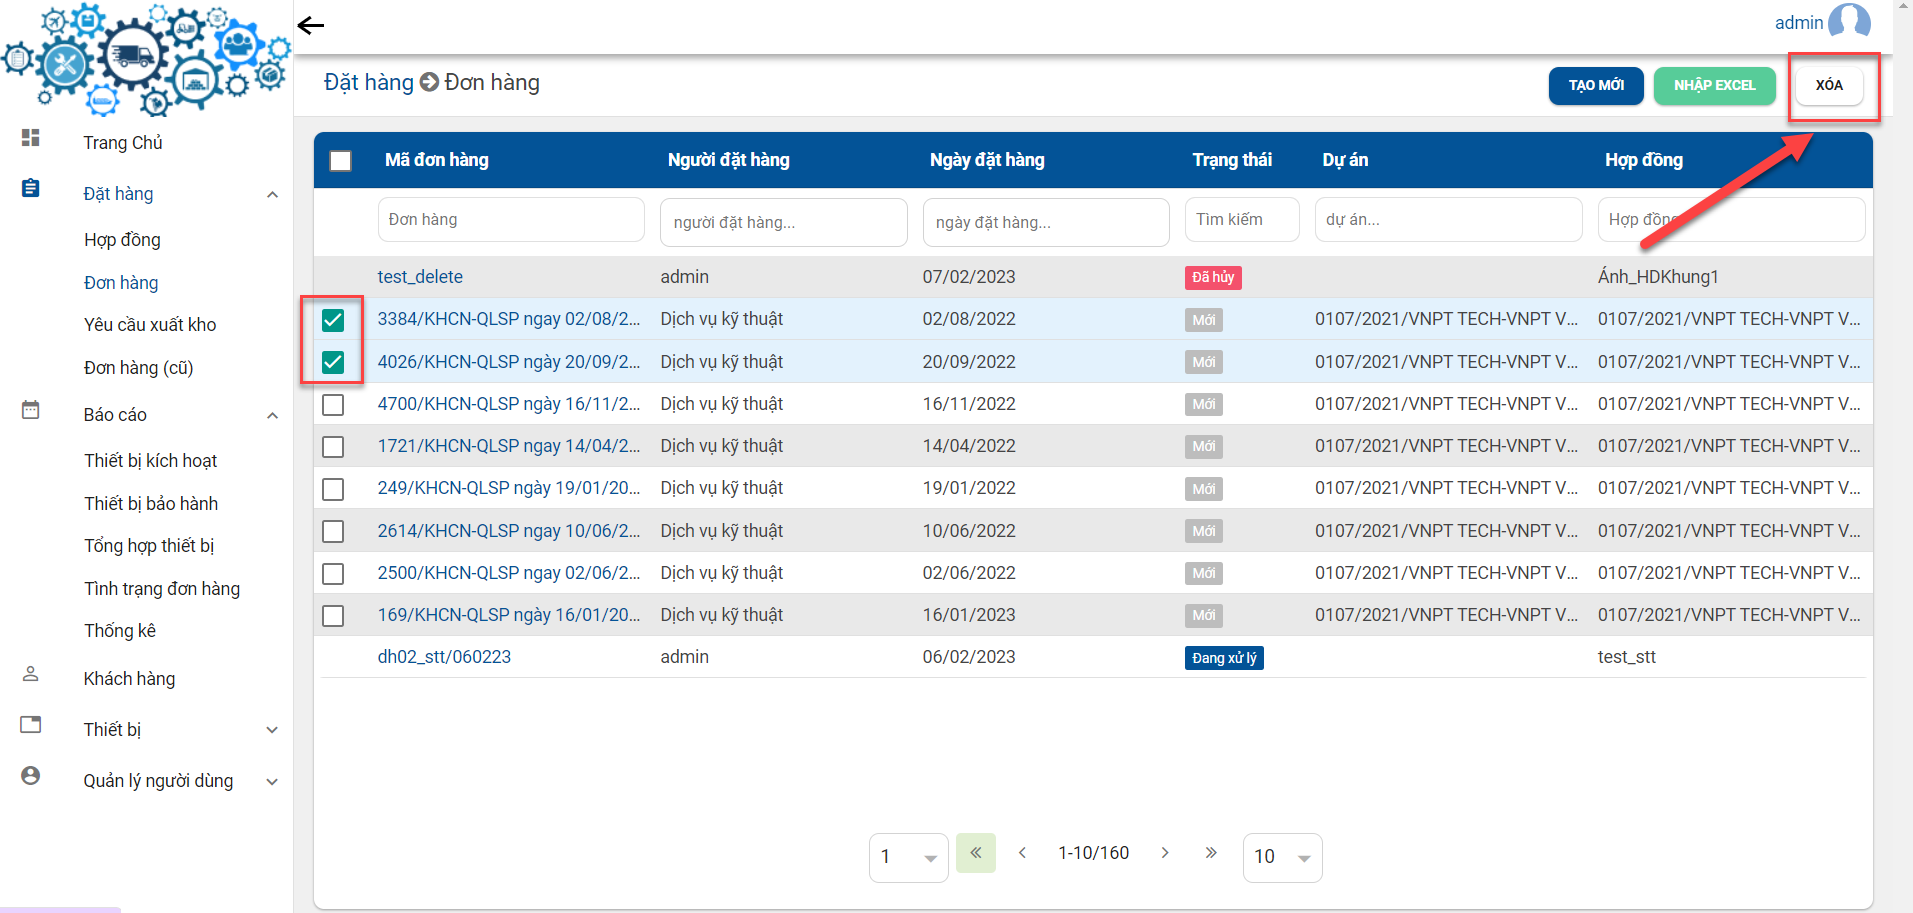 admin
Đặt hàng Đơn hàng
TẠO MỚI NHẬP EXCEL XÓA
Trang Chủ
Đặt hàng
Hợp đồng
Đơn hàng
Yêu cầu xuất kho
Đơn hàng (cũ)
Báo cáo
Thiết bị kích hoạt
Thiết bị bảo hành
Tổng hợp thiết bị
Tình trạng đơn hàng
Thống kê
Khách hàng
Thiết bị
Quản lý người dùng
Mã đơn hàng Người đặt hàng Ngày đặt hàng Trạng thái Dự án Hợp đồng
Đơn hàng người đặt hàng... ngày đặt hàng... Tìm kiếm dự án... Hợp đồng
test_delete admin 07/02/2023 Đã hủy Ánh_HDKhung1
3384/KHCN-QLSP ngay 02/08/2... Dịch vụ kỹ thuật 02/08/2022 Mới 0107/2021/VNPT TECH-VNPT V... 0107/2021/VNPT TECH-VNPT V...
4026/KHCN-QLSP ngày 20/09/2... Dịch vụ kỹ thuật 20/09/2022 Mới 0107/2021/VNPT TECH-VNPT V... 0107/2021/VNPT TECH-VNPT V...
4700/KHCN-QLSP ngày 16/11/2... Dịch vụ kỹ thuật 16/11/2022 Mới 0107/2021/VNPT TECH-VNPT V... 0107/2021/VNPT TECH-VNPT V...
1721/KHCN-QLSP ngay 14/04/2... Dịch vụ kỹ thuật 14/04/2022 Mới 0107/2021/VNPT TECH-VNPT V... 0107/2021/VNPT TECH-VNPT V...
249/KHCN-QLSP ngày 19/01/20... Dịch vụ kỹ thuật 19/01/2022 Mới 0107/2021/VNPT TECH-VNPT V... 0107/2021/VNPT TECH-VNPT V...
2614/KHCN-QLSP ngay 10/06/2... Dịch vụ kỹ thuật 10/06/2022 Mới 0107/2021/VNPT TECH-VNPT V... 0107/2021/VNPT TECH-VNPT V...
2500/KHCN-QLSP ngay 02/06/2... Dịch vụ kỹ thuật 02/06/2022 Mới 0107/2021/VNPT TECH-VNPT V... 0107/2021/VNPT TECH-VNPT V...
169/KHCN-QLSP ngày 16/01/20... Dịch vụ kỹ thuật 16/01/2023 Mới 0107/2021/VNPT TECH-VNPT V... 0107/2021/VNPT TECH-VNPT V...
dh02_stt/060223 admin 06/02/2023 Đang xử lý test_stt
1 « ‹ 1-10/160 › » 10